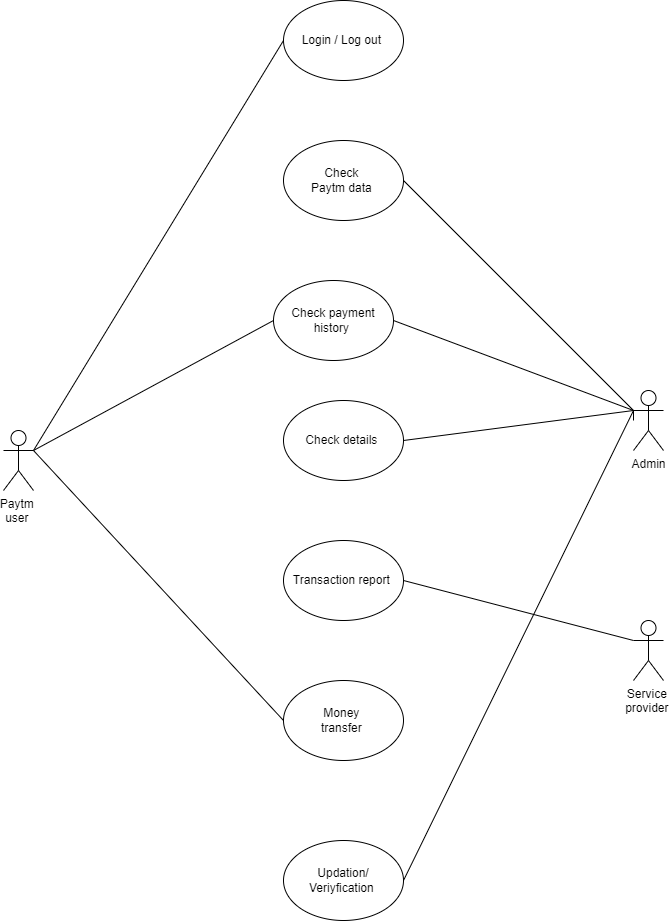 Login / Log out
Check
Paytm data
Check payment
history
Check details
Admin
Paytm
user
Transaction report
Service
provider
Money
transfer
Updation/
Veriyfication